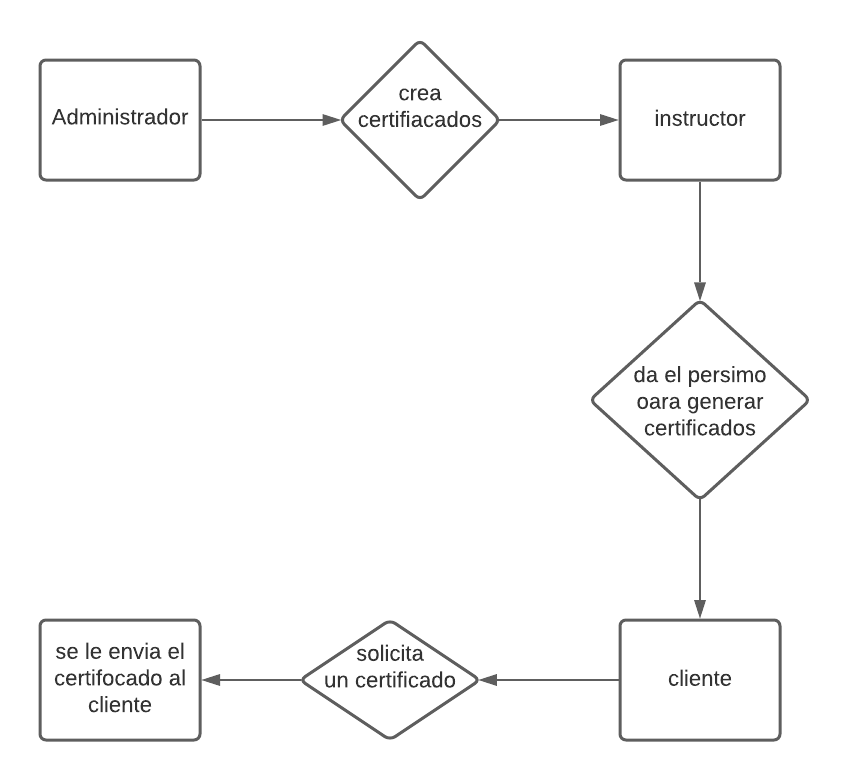 Administrador
crea
certifiacados
instructor
da el persimo
oara generar
certificados
cliente
solicita
un certificado
se le envia el
certifocado al
cliente